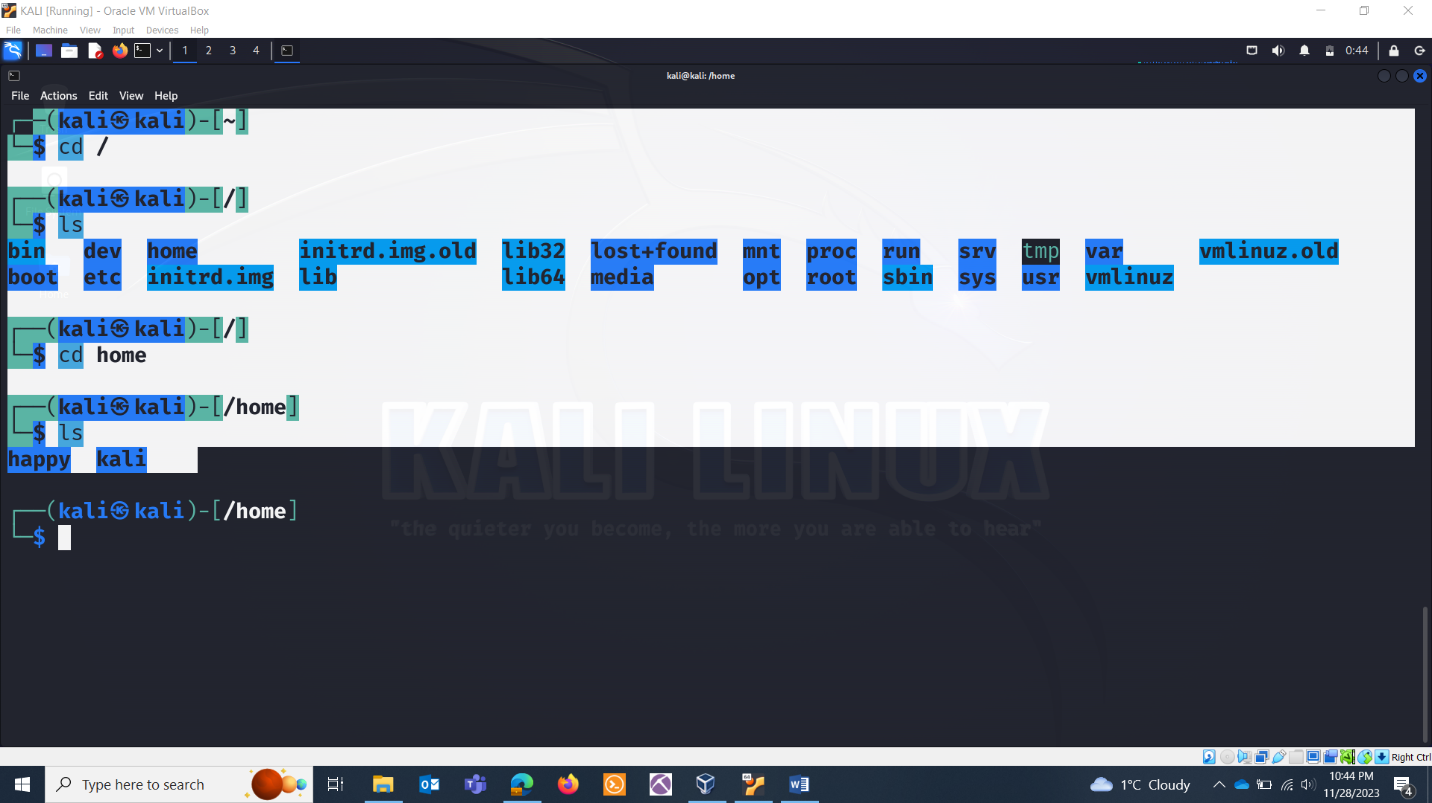 KALI [Running] - Oracle VM VirtualBox
File Machine View Input Devices Help
1 2 3 4 0:44
kali@kali: /home
File Actions Edit View Help
(kali㉿kali)-[~]
$ cd /
(kali㉿kali)-[/]
$ ls
bin dev home initrd.img.old lib32 lost+found mnt proc run srv tmp var vmlinuz.old
boot etc initrd.img lib lib64 media opt root sbin sys usr vmlinuz
(kali㉿kali)-[/]
$ cd home
(kali㉿kali)-[/home]
$ ls
happy kali
(kali㉿kali)-[/home]
$
KALI LINUX
"the quieter you become, the more you are able to hear"
Right Ctrl
Type here to search
1°C Cloudy
10:44 PM
11/28/2023
4